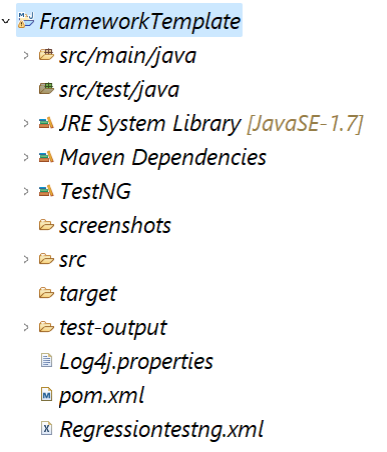 FrameworkTemplate
src/main/java
src/test/java
JRE System Library [JavaSE-1.7]
Maven Dependencies
TestNG
screenshots
src
target
test-output
Log4j.properties
pom.xml
Regressiontestng.xml